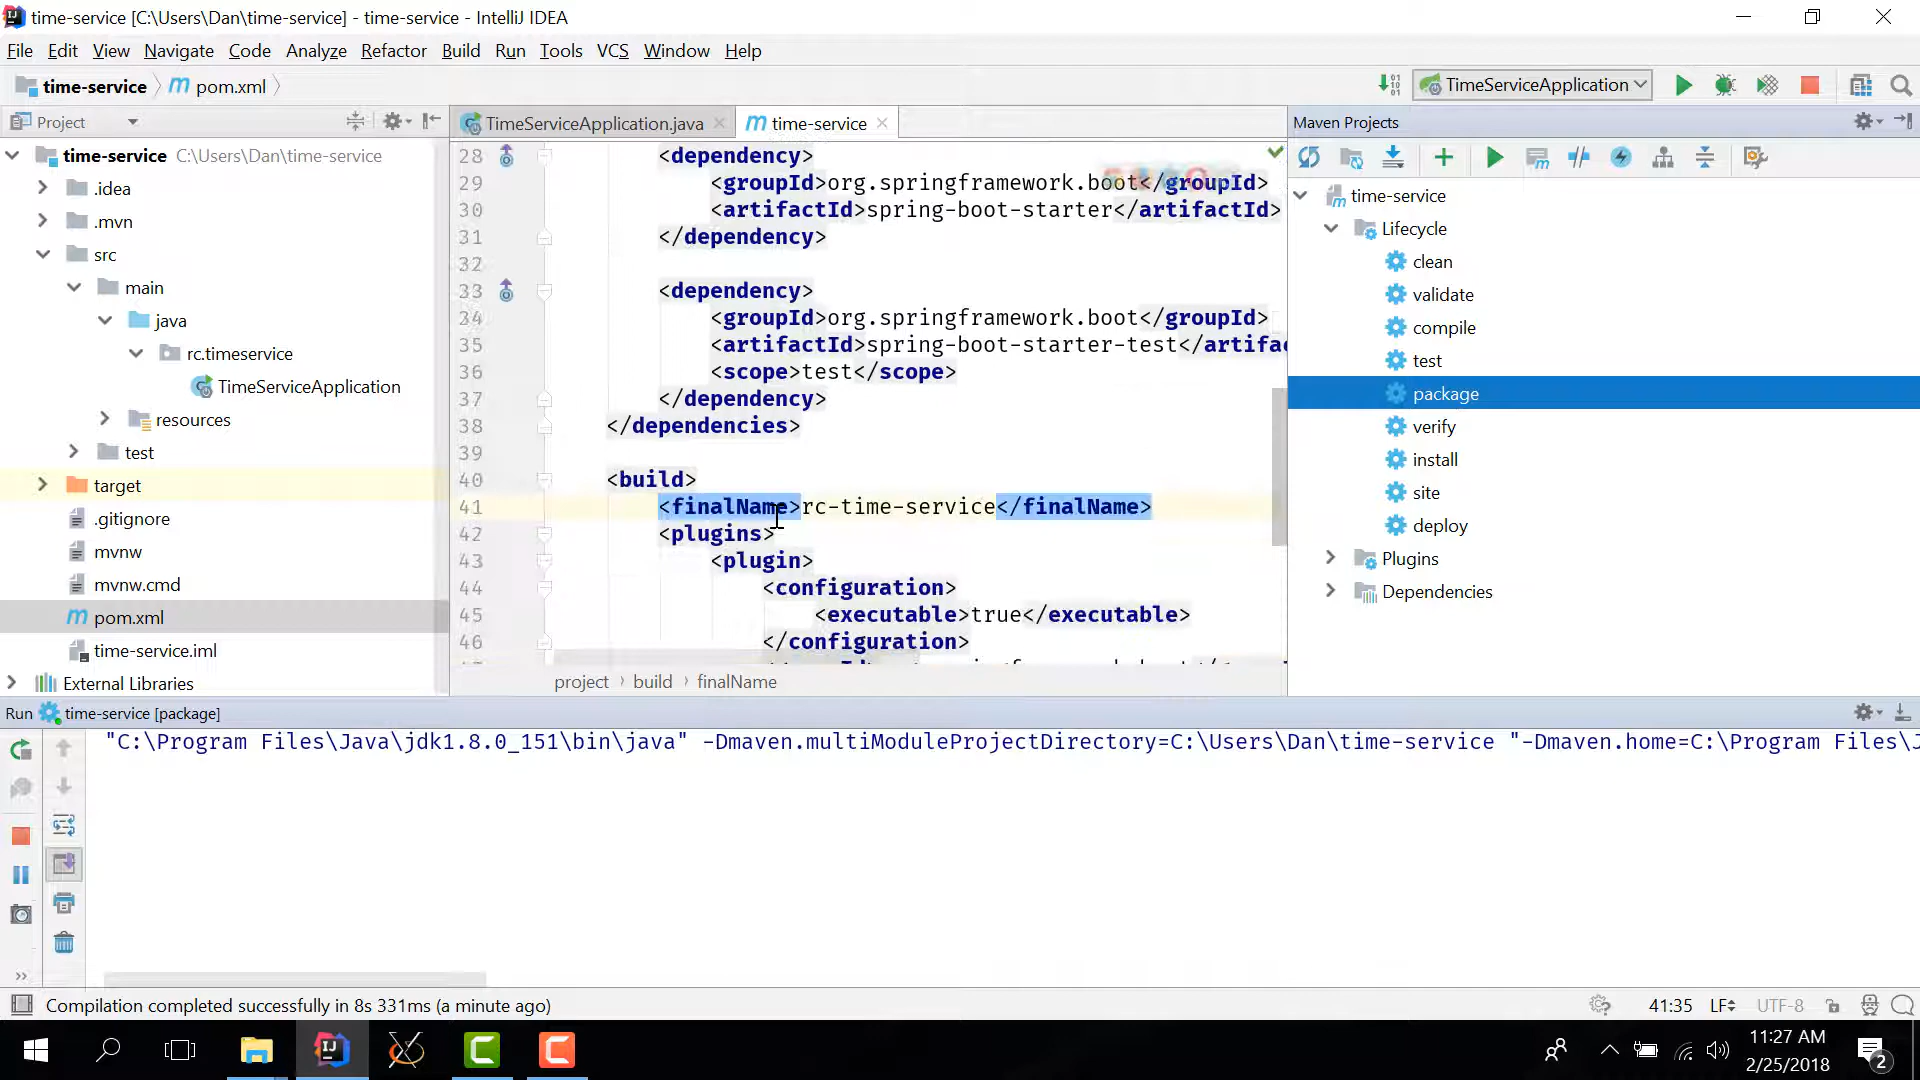 time-service [C:\Users\Dan\time-service] - time-service - IntelliJ IDEA
File Edit View Navigate Code Analyze Refactor Build Run Tools VCS Window Help
time-service pom.xml
TimeServiceApplication
Project
TimeServiceApplication.java
time-service
Maven Projects
time-service C:\Users\Dan\time-service
.idea
.mvn
src
main
java
rc.timeservice
TimeServiceApplication
resources
test
target
.gitignore
mvnw
mvnw.cmd
pom.xml
time-service.iml
External Libraries
28 <dependency>
29 <groupId>org.springframework.boot</groupId>
30 <artifactId>spring-boot-starter</artifactId>
31 </dependency>
32
33 <dependency>
34 <groupId>org.springframework.boot</groupId>
35 <artifactId>spring-boot-starter-test</artifa
36 <scope>test</scope>
37 </dependency>
38 </dependencies>
39
40 <build>
41 <finalName>rc-time-service</finalName>
42 <plugins>
43 <plugin>
44 <configuration>
45 <executable>true</executable>
46 </configuration>
project build finalName
time-service
Lifecycle
clean
validate
compile
test
package
verify
install
site
deploy
Plugins
Dependencies
Run time-service [package]
"C:\Program Files\Java\jdk1.8.0_151\bin\java" -Dmaven.multiModuleProjectDirectory=C:\Users\Dan\time-service "-Dmaven.home=C:\Program Files\J
Compilation completed successfully in 8s 331ms (a minute ago)
41:35 LF UTF-8
11:27 AM
2/25/2018
2